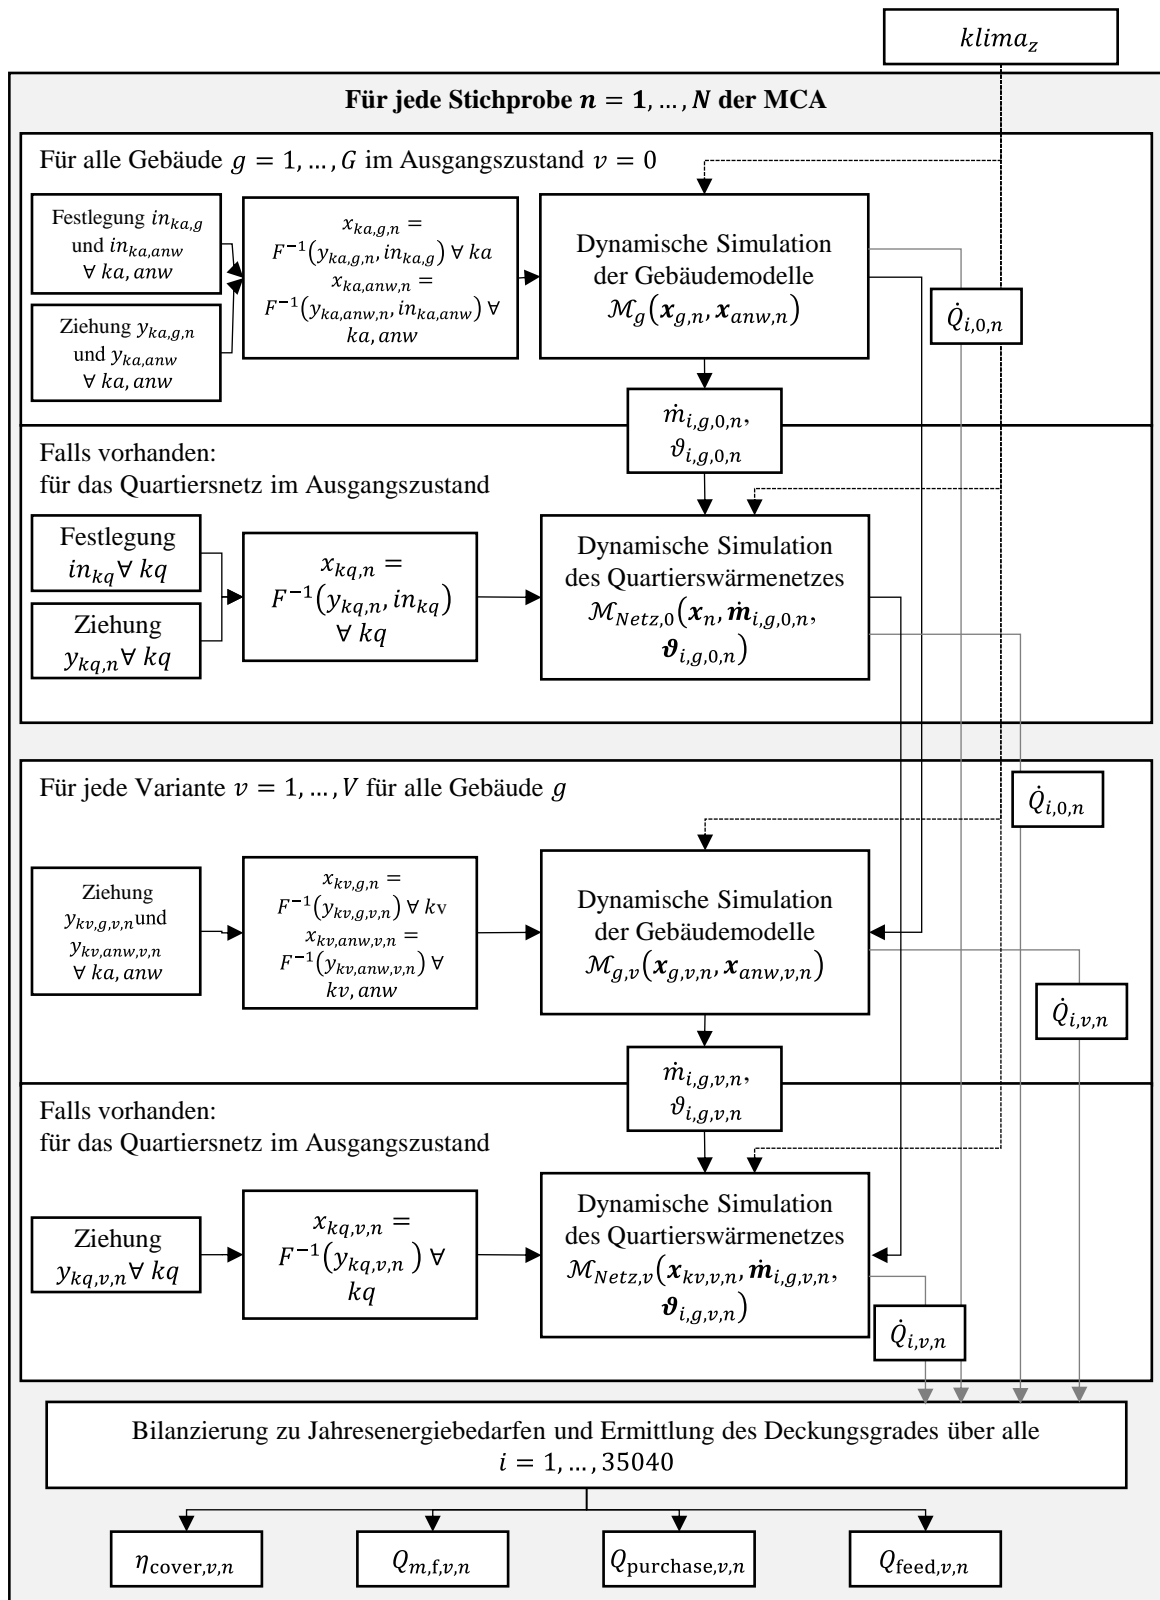 klima_z
Für jede Stichprobe n = 1, … , N der MCA
Für alle Gebäude g = 1, … , G im Ausgangszustand v = 0
Festlegung in_{ka,g}
und in_{ka,anw}
∀ ka, anw
Ziehung y_{ka,g,n}
und y_{ka,anw}
∀ ka, anw
x_{ka,g,n} =
F^{-1}(y_{ka,g,n}, in_{ka,g}) ∀ ka
x_{ka,anw,n} =
F^{-1}(y_{ka,anw,n}, in_{ka,anw}) ∀
ka, anw
Dynamische Simulation
der Gebäudemodelle
ℳ_g(x_{g,n}, x_{anw,n})
Q̇_{i,0,n}
ṁ_{i,g,0,n},
ϑ_{i,g,0,n}
Falls vorhanden:
für das Quartiersnetz im Ausgangszustand
Festlegung
in_{kq} ∀ kq
Ziehung
y_{kq,n} ∀ kq
x_{kq,n} =
F^{-1}(y_{kq,n}, in_{kq})
∀ kq
Dynamische Simulation
des Quartierswärmenetzes
ℳ_{Netz,0}(x_n, ṁ_{i,g,0,n},
ϑ_{i,g,0,n})
Q̇_{i,0,n}
Für jede Variante v = 1, … , V für alle Gebäude g
Ziehung
y_{kv,g,v,n} und
y_{kv,anw,v,n}
∀ ka, anw
x_{kv,g,n} =
F^{-1}(y_{kv,g,v,n}) ∀ kv
x_{kv,anw,v,n} =
F^{-1}(y_{kv,anw,v,n}) ∀
kv, anw
Dynamische Simulation
der Gebäudemodelle
ℳ_{g,v}(x_{g,v,n}, x_{anw,v,n})
Q̇_{i,v,n}
ṁ_{i,g,v,n},
ϑ_{i,g,v,n}
Falls vorhanden:
für das Quartiersnetz im Ausgangszustand
Ziehung
y_{kq,v,n} ∀ kq
x_{kq,v,n} =
F^{-1}(y_{kq,v,n}) ∀
kq
Dynamische Simulation
des Quartierswärmenetzes
ℳ_{Netz,v}(x_{kv,v,n}, ṁ_{i,g,v,n},
ϑ_{i,g,v,n})
Q̇_{i,v,n}
Bilanzierung zu Jahresenergiebedarfen und Ermittlung des Deckungsgrades über alle
i = 1, … , 35040
η_{cover,v,n}
Q_{m,f,v,n}
Q_{purchase,v,n}
Q_{feed,v,n}